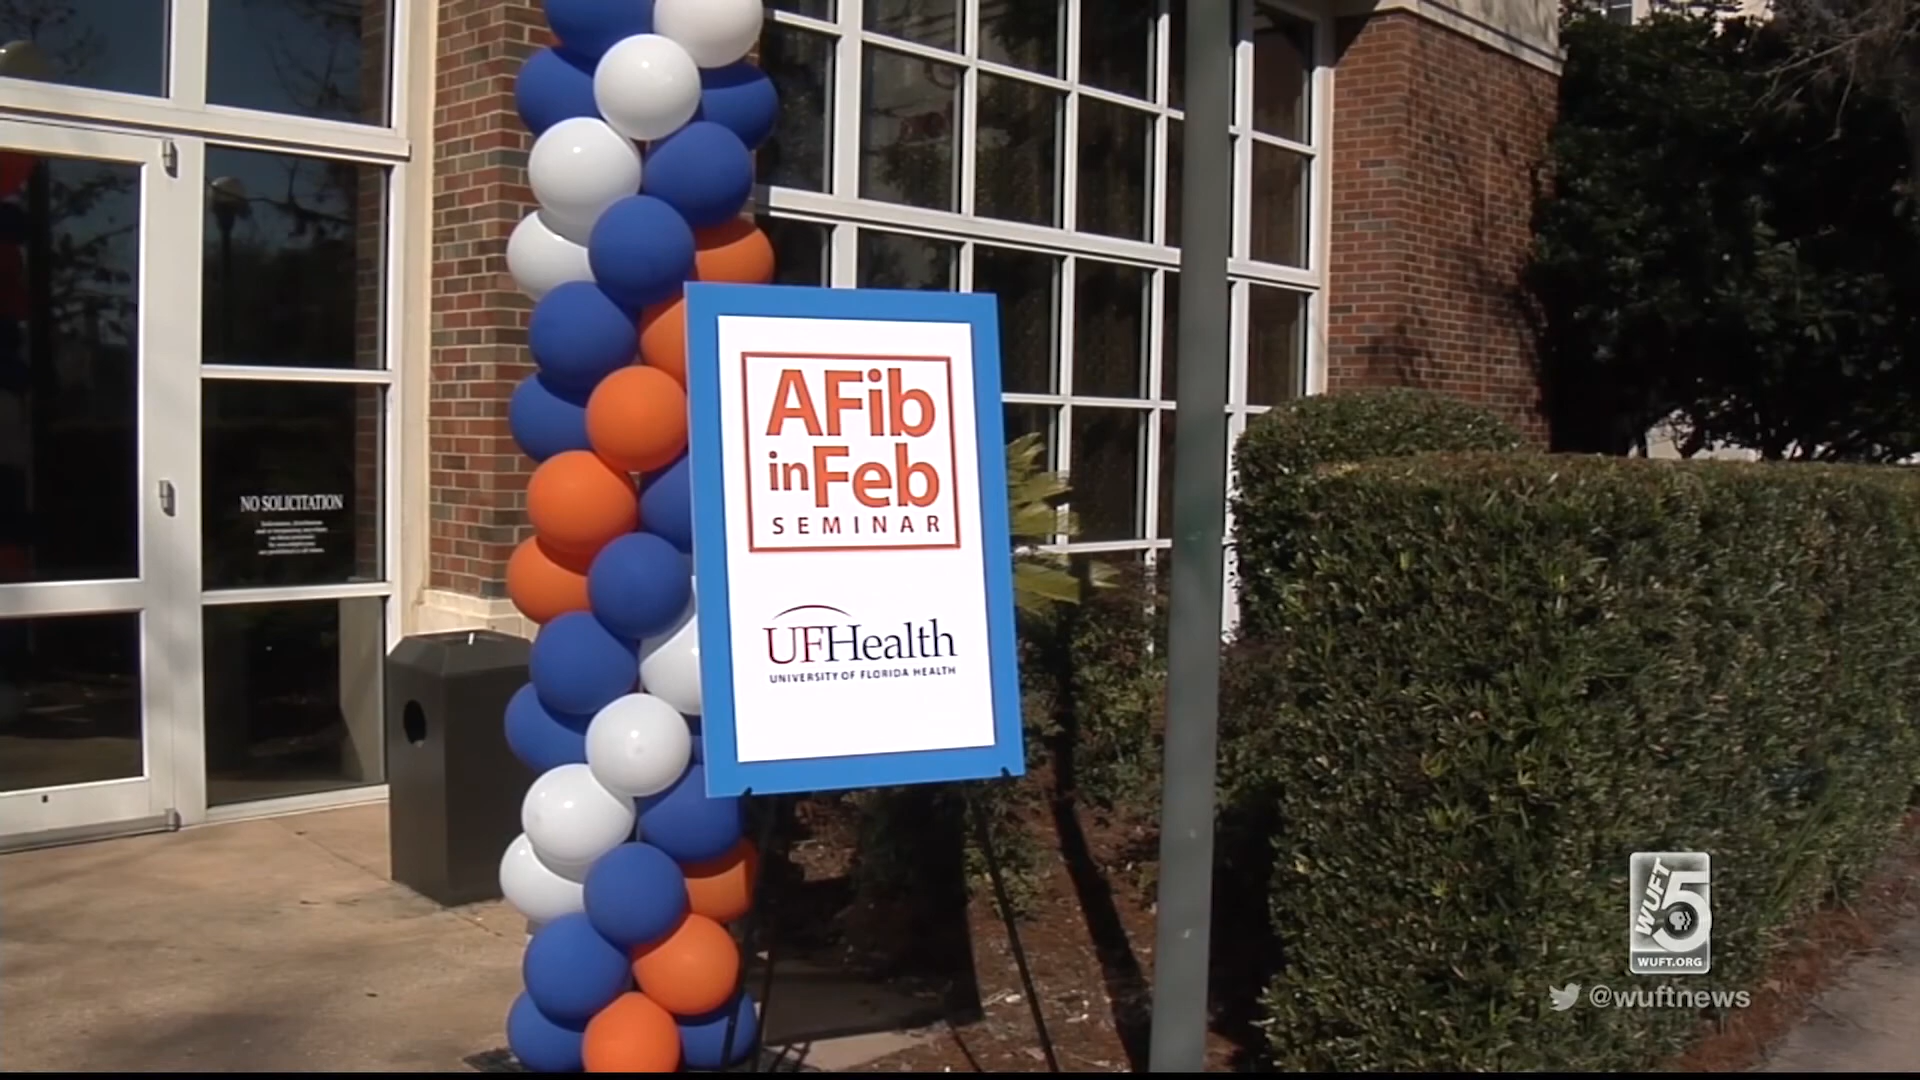 NO SOLICITATION
AFib
in Feb
SEMINAR
UFHealth
UNIVERSITY OF FLORIDA HEALTH
WUFT 5
WUFT.ORG
@wuftnews